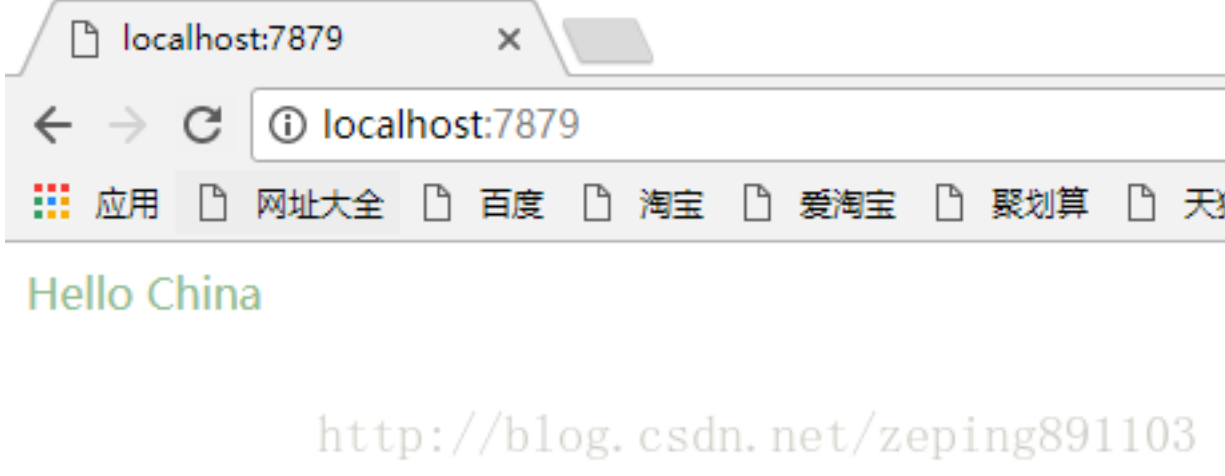 localhost:7879
localhost:7879
应用 网址大全 百度 淘宝 爱淘宝 聚划算 天
Hello China
http://blog.csdn.net/zeping891103